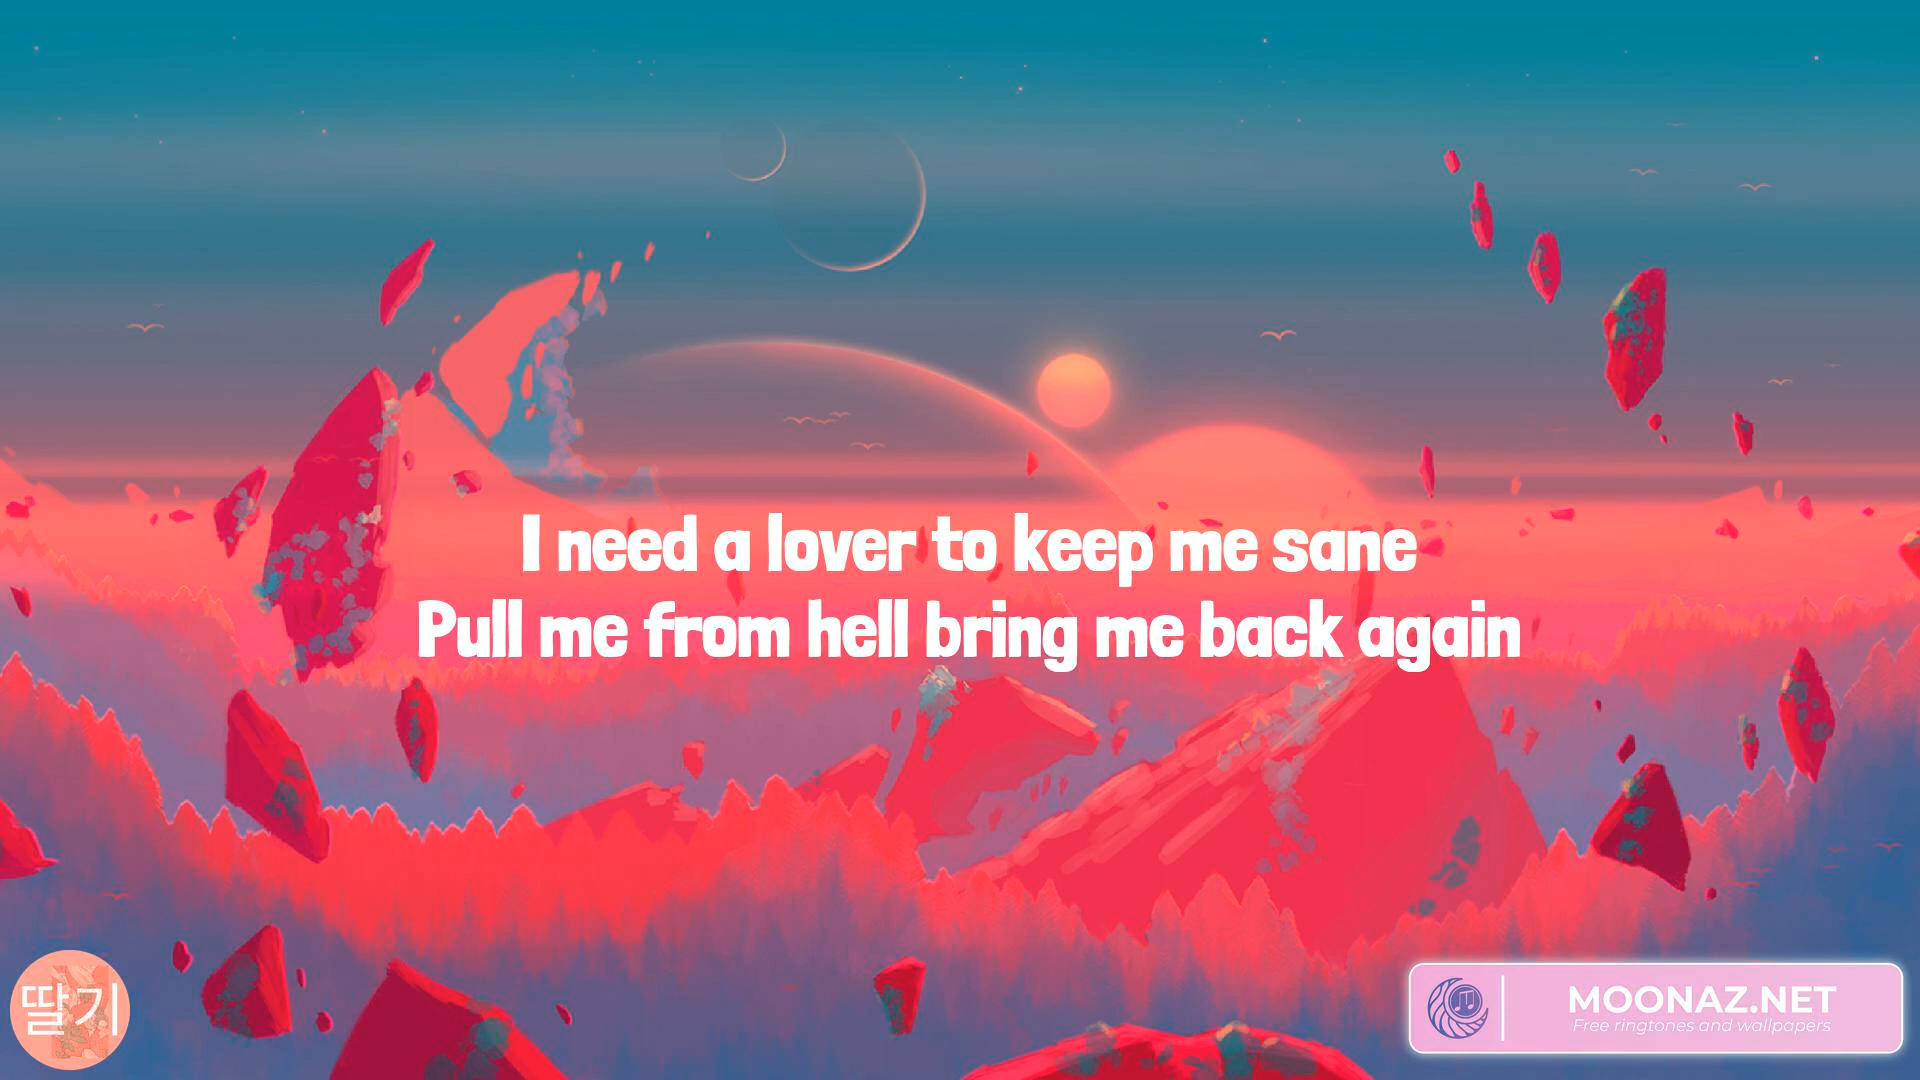 I need a lover to keep me sane
Pull me from hell bring me back again
딸기
MOONAZ.NET
Free ringtones and wallpapers